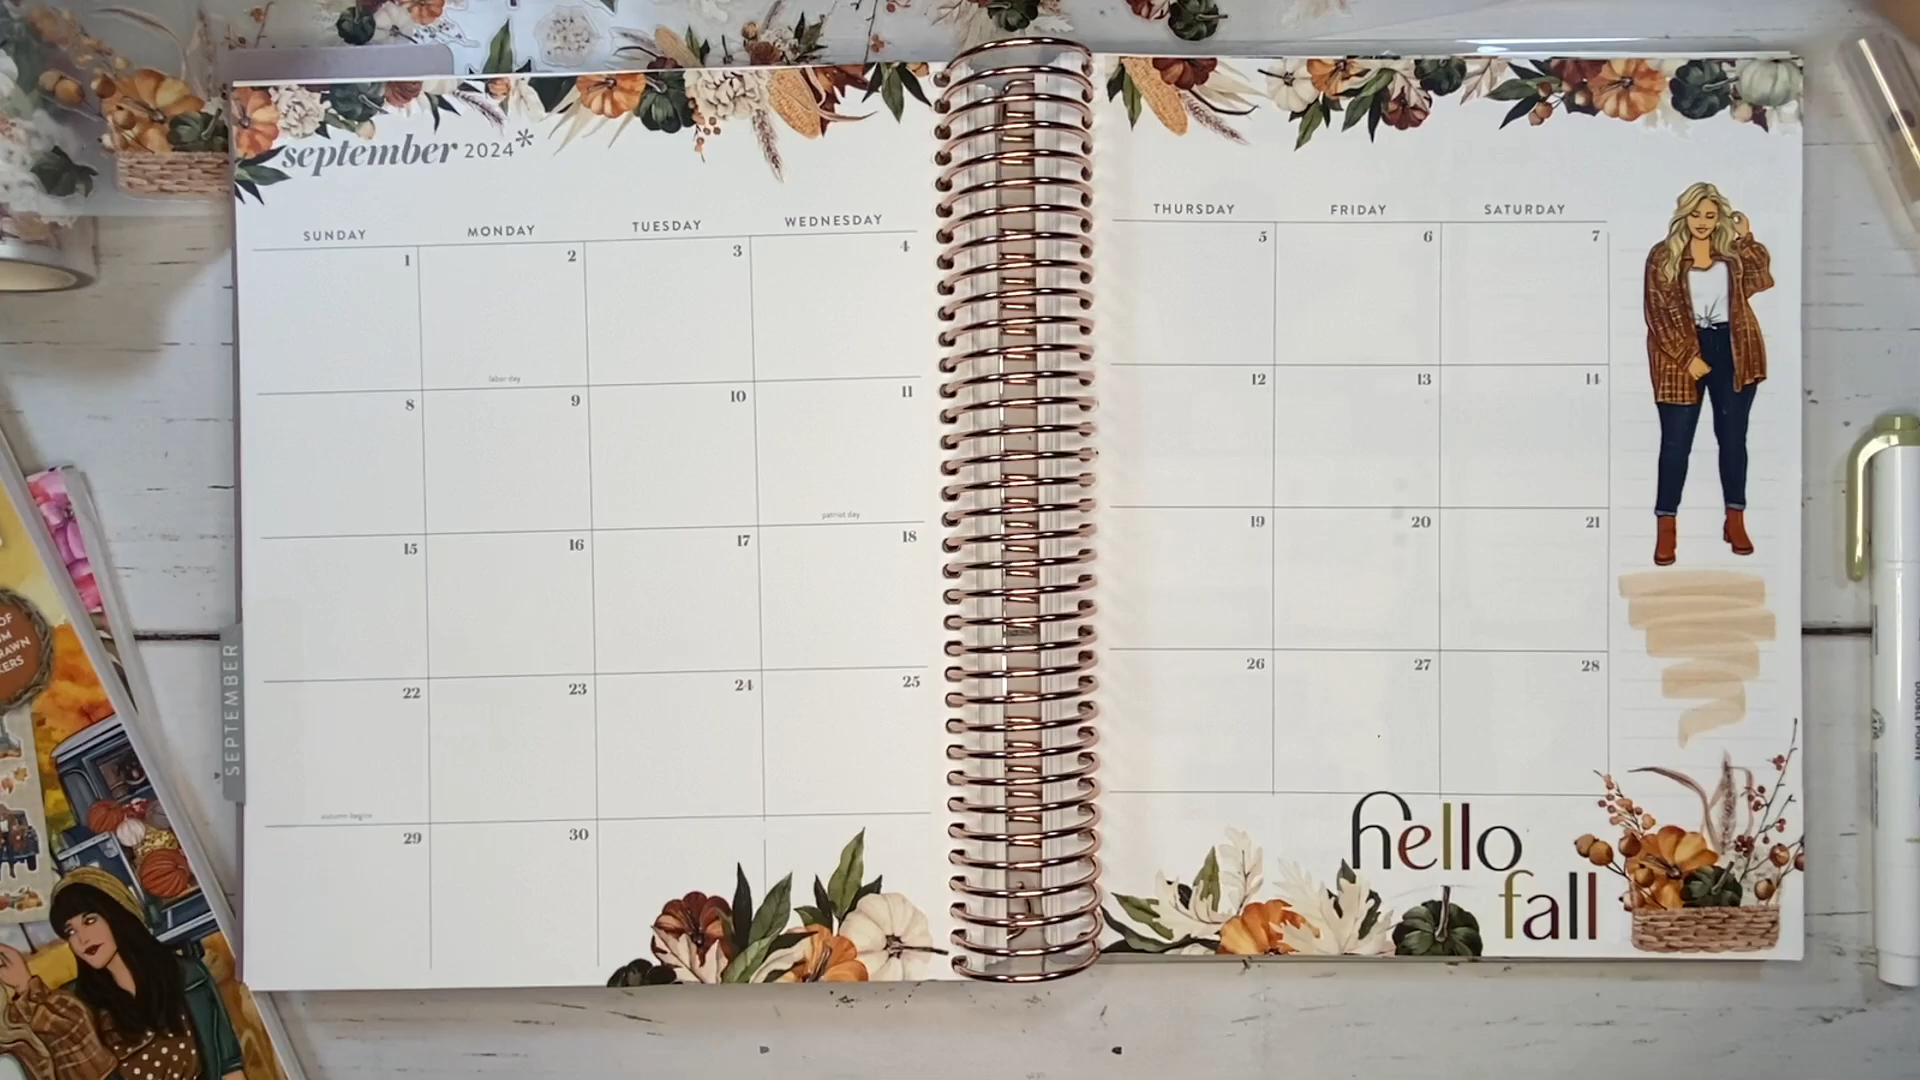 september 2024*
SUNDAY MONDAY TUESDAY WEDNESDAY THURSDAY FRIDAY SATURDAY
1 2 3 4 5 6 7
labor day
8 9 10 11 12 13 14
patriot day
15 16 17 18 19 20 21
22 23 24 25 26 27 28
autumn begins
29 30
SEPTEMBER
hello
fall
OF